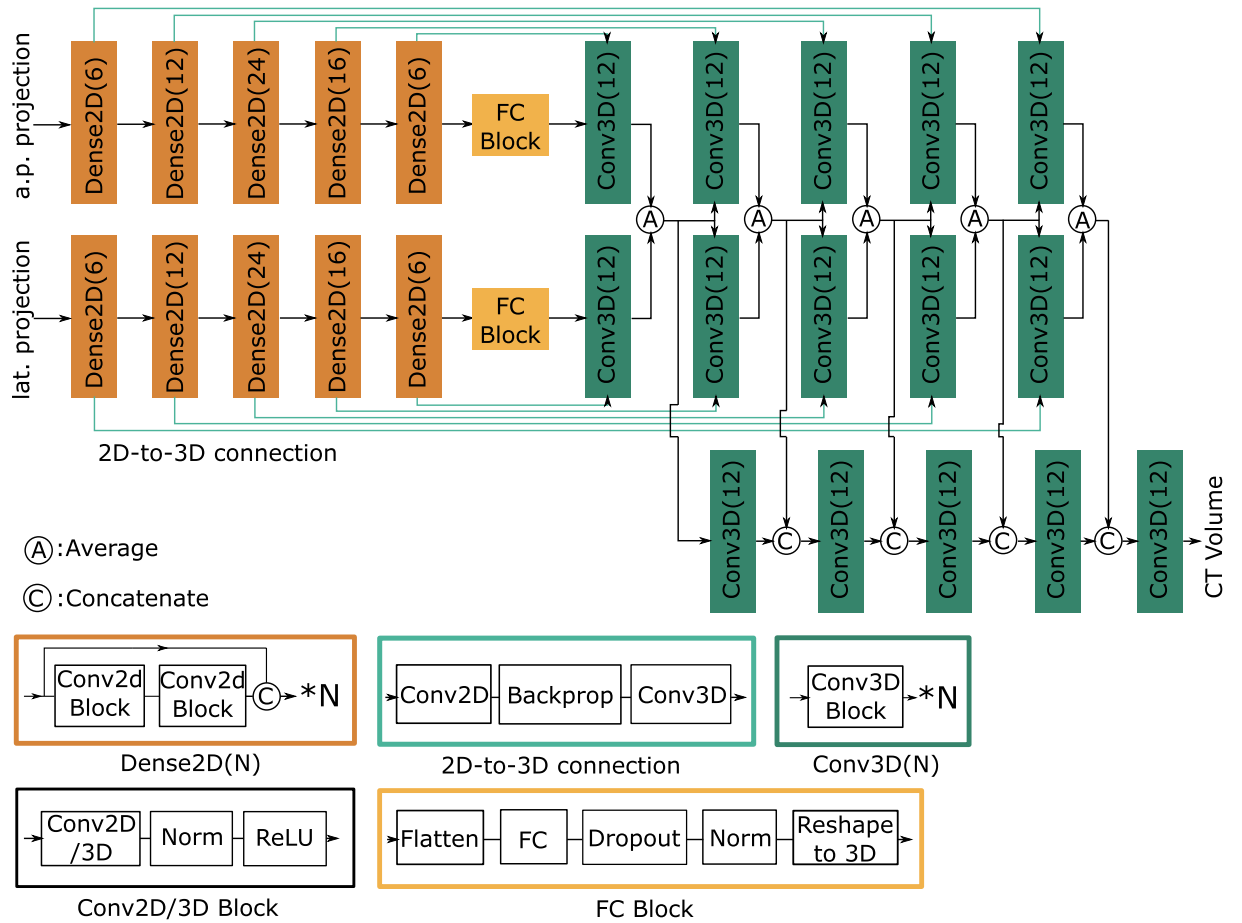 a.p. projection
Dense2D(6)
Dense2D(12)
Dense2D(24)
Dense2D(16)
Dense2D(6)
FC
Block
Conv3D(12)
Conv3D(12)
Conv3D(12)
Conv3D(12)
Conv3D(12)
A
A
A
A
A
lat. projection
Dense2D(6)
Dense2D(12)
Dense2D(24)
Dense2D(16)
Dense2D(6)
FC
Block
Conv3D(12)
Conv3D(12)
Conv3D(12)
Conv3D(12)
Conv3D(12)
2D-to-3D connection
Conv3D(12)
C
Conv3D(12)
C
Conv3D(12)
C
Conv3D(12)
C
Conv3D(12)
CT Volume
A :Average
C :Concatenate
Conv2d
Block
Conv2d
Block
C
*N
Dense2D(N)
Conv2D
Backprop
Conv3D
2D-to-3D connection
Conv3D
Block
*N
Conv3D(N)
Conv2D
/3D
Norm
ReLU
Conv2D/3D Block
Flatten
FC
Dropout
Norm
Reshape
to 3D
FC Block